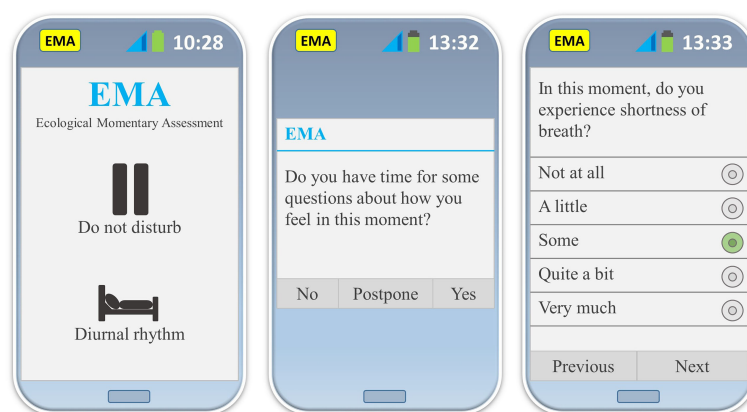 EMA 10:28
EMA
Ecological Momentary Assessment
Do not disturb
Diurnal rhythm
EMA 13:32
EMA
Do you have time for some
questions about how you
feel in this moment?
No Postpone Yes
EMA 13:33
In this moment, do you
experience shortness of
breath?
Not at all
A little
Some
Quite a bit
Very much
Previous Next